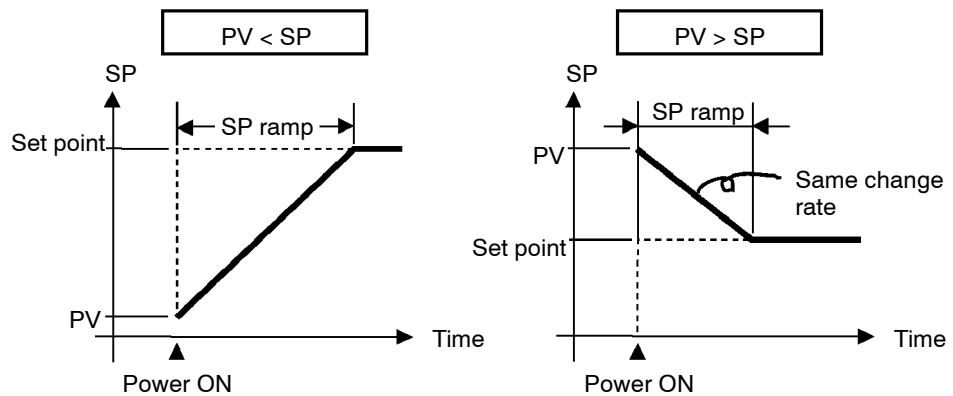 PV < SP
SP
SP ramp
Set point
PV
Time
Power ON
PV > SP
SP
SP ramp
PV
Same change
rate
Set point
Time
Power ON